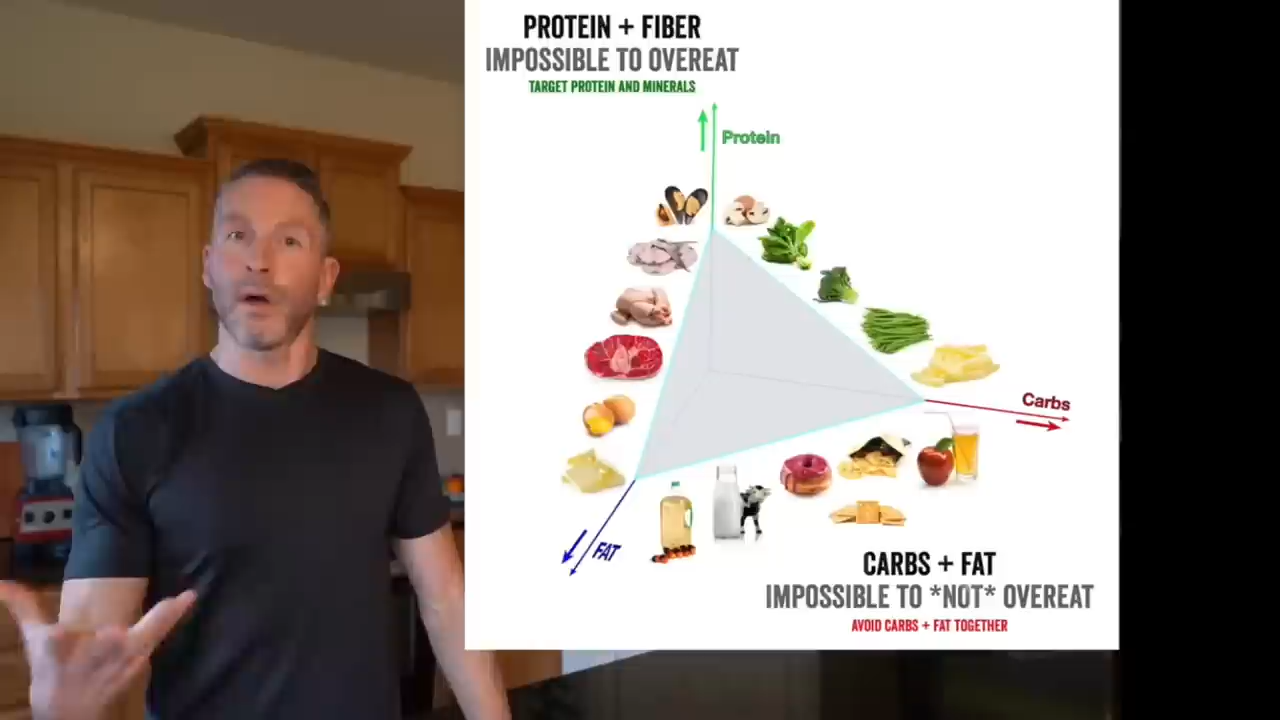 PROTEIN + FIBER
IMPOSSIBLE TO OVEREAT
TARGET PROTEIN AND MINERALS
Protein
Carbs
FAT
CARBS + FAT
IMPOSSIBLE TO *NOT* OVEREAT
AVOID CARBS + FAT TOGETHER